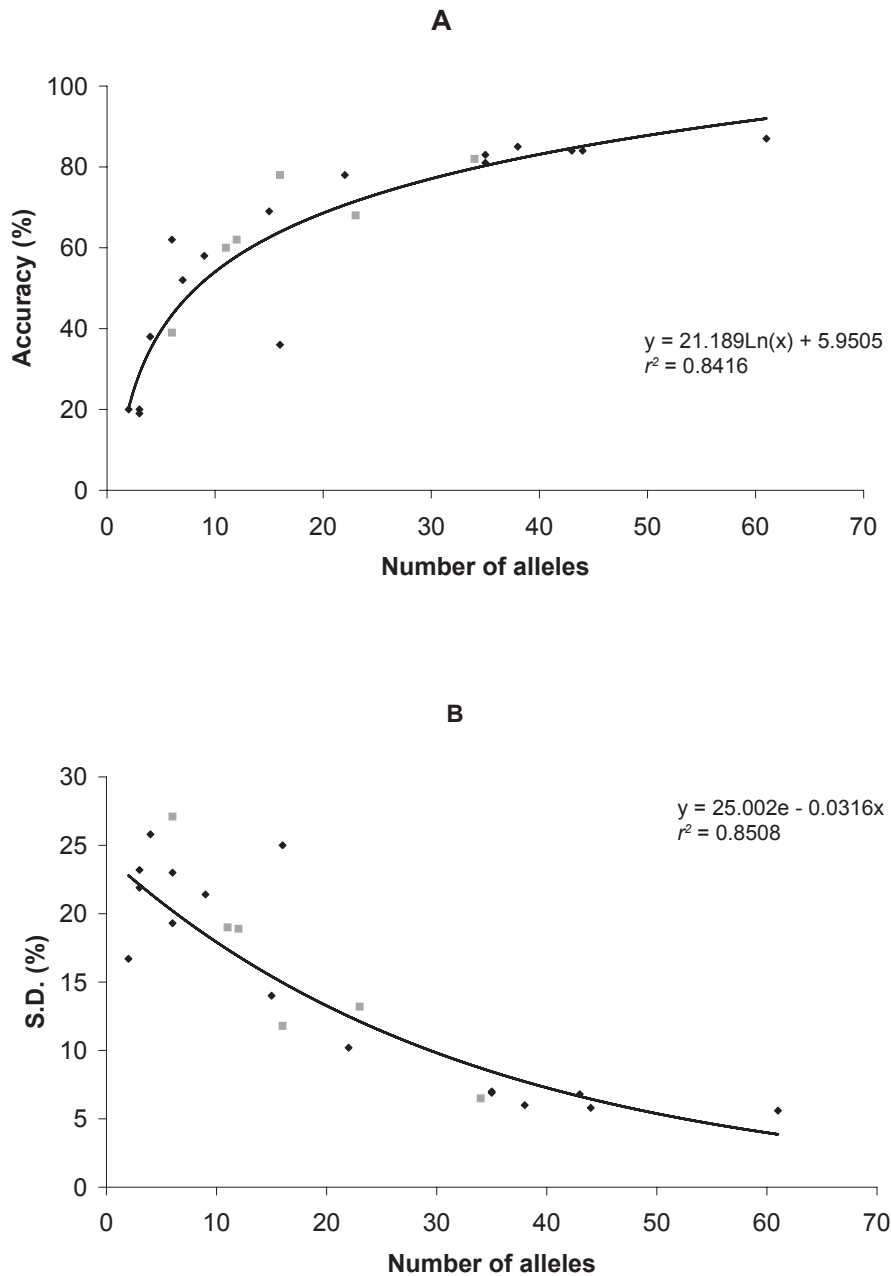 A
100
80
60
40
20
0
Accuracy (%)
y = 21.189Ln(x) + 5.9505
r² = 0.8416
0 10 20 30 40 50 60 70
Number of alleles
B
30
25
20
15
10
5
0
S.D. (%)
y = 25.002e - 0.0316x
r² = 0.8508
0 10 20 30 40 50 60 70
Number of alleles